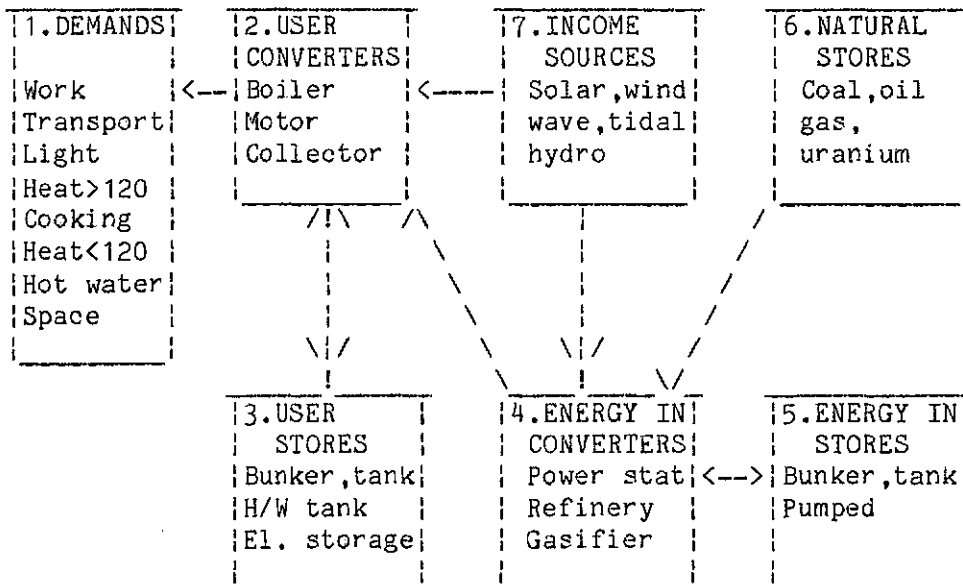 1.DEMANDS
Work
Transport
Light
Heat>120
Cooking
Heat<120
Hot water
Space
2.USER
CONVERTERS
Boiler
Motor
Collector
7.INCOME
SOURCES
Solar,wind
wave,tidal
hydro
6.NATURAL
STORES
Coal,oil
gas,
uranium
3.USER
STORES
Bunker,tank
H/W tank
El. storage
4.ENERGY IN
CONVERTERS
Power stat
Refinery
Gasifier
5.ENERGY IN
STORES
Bunker,tank
Pumped